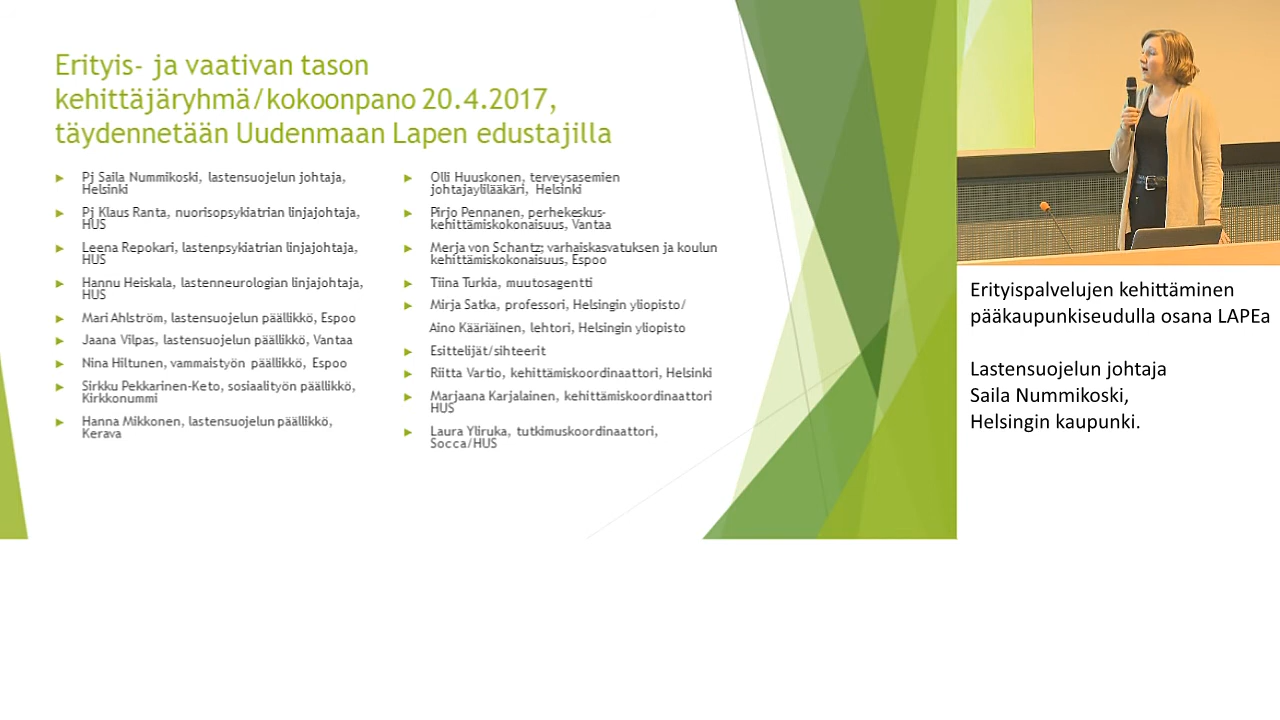 Erityis- ja vaativan tason
kehittäjäryhmä/kokoonpano 20.4.2017,
täydennetään Uudenmaan Lapen edustajilla
Pj Saila Nummikoski, lastensuojelun johtaja,
Helsinki
Pj Klaus Ranta, nuorisopsykiatrian linjajohtaja,
HUS
Leena Repokari, lastenpsykiatrian linjajohtaja,
HUS
Hannu Heiskala, lastenneurologian linjajohtaja,
HUS
Mari Ahlström, lastensuojelun päällikkö, Espoo
Jaana Vilpas, lastensuojelun päällikkö, Vantaa
Nina Hiltunen, vammaistyön päällikkö, Espoo
Sirkku Pekkarinen-Keto, sosiaalityön päällikkö,
Kirkkonummi
Hanna Mikkonen, lastensuojelun päällikkö,
Kerava
Olli Huuskonen, terveysasemien
johtajaylilääkäri, Helsinki
Pirjo Pennanen, perhekeskus-
kehittämiskokonaisuus, Vantaa
Merja von Schantz; varhaiskasvatuksen ja koulun
kehittämiskokonaisuus, Espoo
Tiina Turkia, muutosagentti
Mirja Satka, professori, Helsingin yliopisto/
Aino Kääriäinen, lehtori, Helsingin yliopisto
Esittelijät/sihteerit
Riitta Vartio, kehittämiskoordinaattori, Helsinki
Marjaana Karjalainen, kehittämiskoordinaattori
HUS
Laura Yliruka, tutkimuskoordinaattori,
Socca/HUS
Erityispalvelujen kehittäminen
pääkaupunkiseudulla osana LAPEa
Lastensuojelun johtaja
Saila Nummikoski,
Helsingin kaupunki.